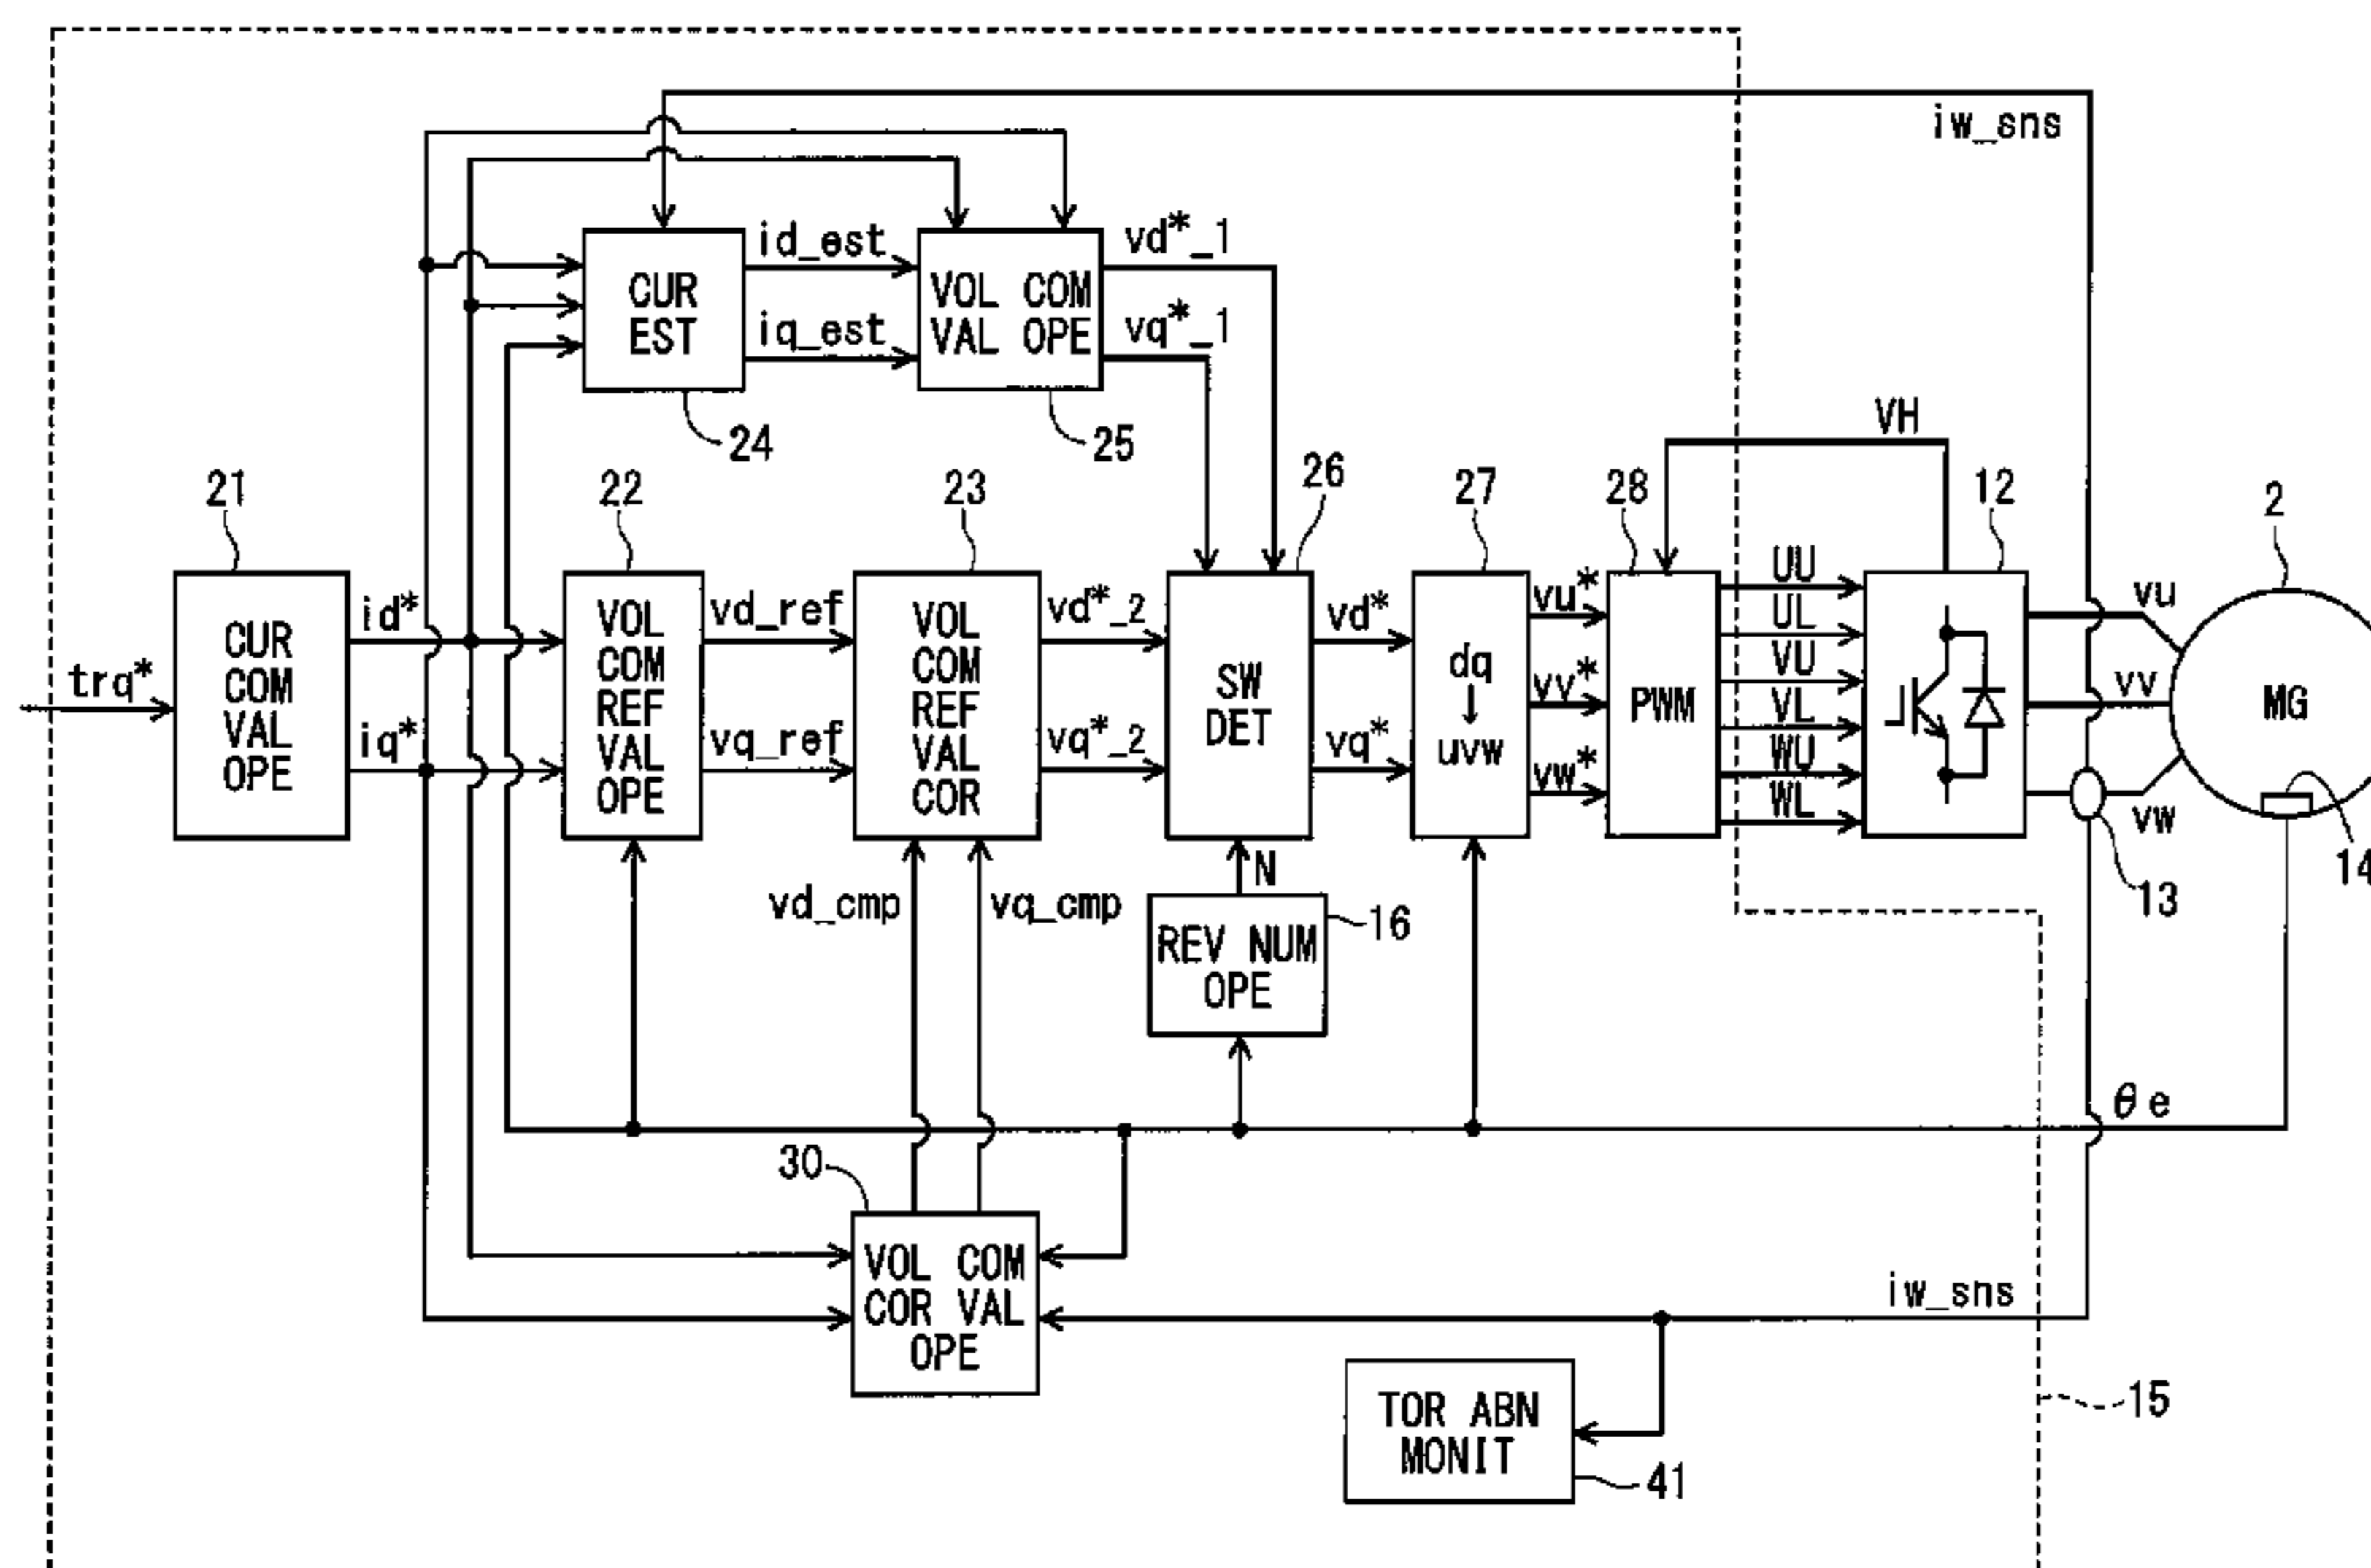 iw_sns
id_est
vd*_1
CUR
EST
VOL COM
VAL OPE
iq_est
vq*_1
24
25
VH
21
22
23
26
27
28
12
2
trq*
CUR
COM
VAL
OPE
id*
iq*
VOL
COM
REF
VAL
OPE
vd_ref
vq_ref
VOL
COM
REF
VAL
COR
vd*_2
vq*_2
SW
DET
vd*
vq*
dq
uvw
vu*
vv*
vw*
PWM
UU
UL
VU
VL
WU
WL
vu
vv
vw
MG
14
13
vd_cmp
vq_cmp
N
REV NUM
OPE
16
θe
30
VOL COM
COR VAL
OPE
iw_sns
TOR ABN
MONIT
41
15